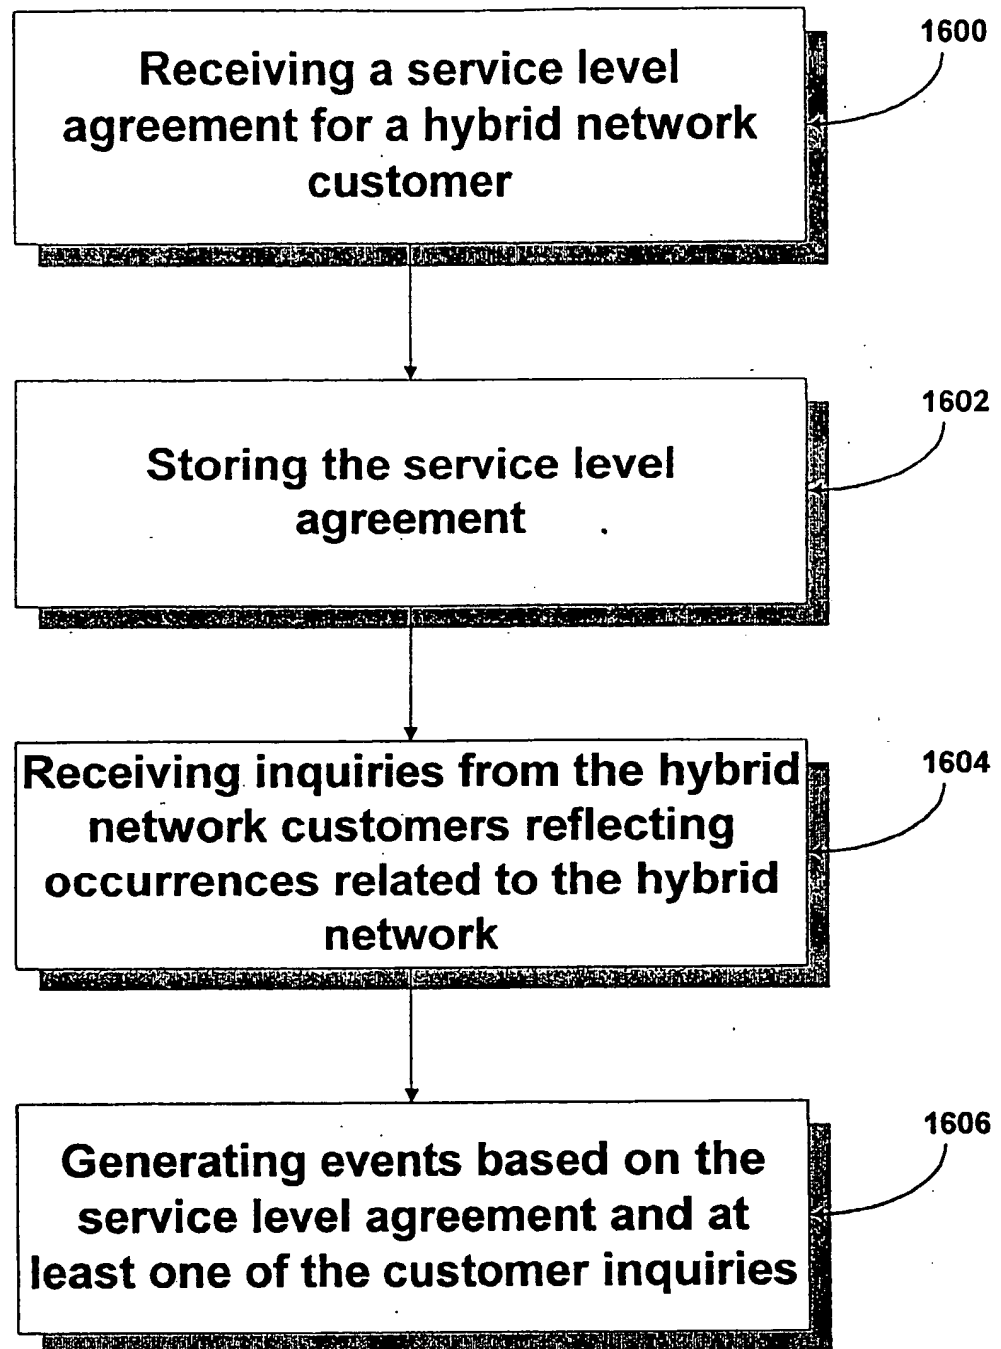 1600
Receiving a service level
agreement for a hybrid network
customer
1602
Storing the service level
agreement
1604
Receiving inquiries from the hybrid
network customers reflecting
occurrences related to the hybrid
network
1606
Generating events based on the
service level agreement and at
least one of the customer inquiries